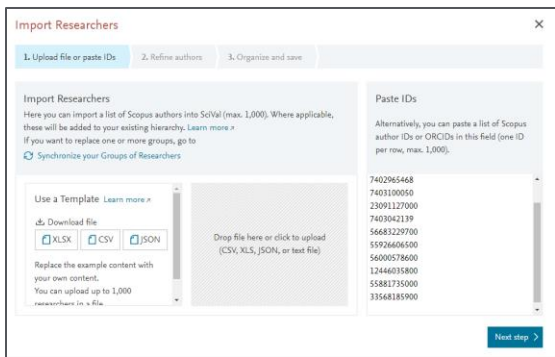 Import Researchers
1. Upload file or paste IDs
2. Refine authors
3. Organize and save
Import Researchers
Here you can import a list of Scopus authors into SciVal (max. 1,000). Where applicable,
these will be added to your existing hierarchy. Learn more
If you want to replace one or more groups, go to
Synchronize your Groups of Researchers
Use a Template Learn more
Download file
XLSX CSV JSON
Replace the example content with
your own content.
You can upload up to 1,000
researchers in a file
Drop file here or click to upload
(CSV, XLS, JSON, or text file)
Paste IDs
Alternatively, you can paste a list of Scopus
author IDs or ORCIDs in this field (one ID
per row, max. 1,000).
7402965468
7403100050
23091127000
7403042139
56683229700
55926606500
56000578600
12446035800
55881735000
33568185900
Next step